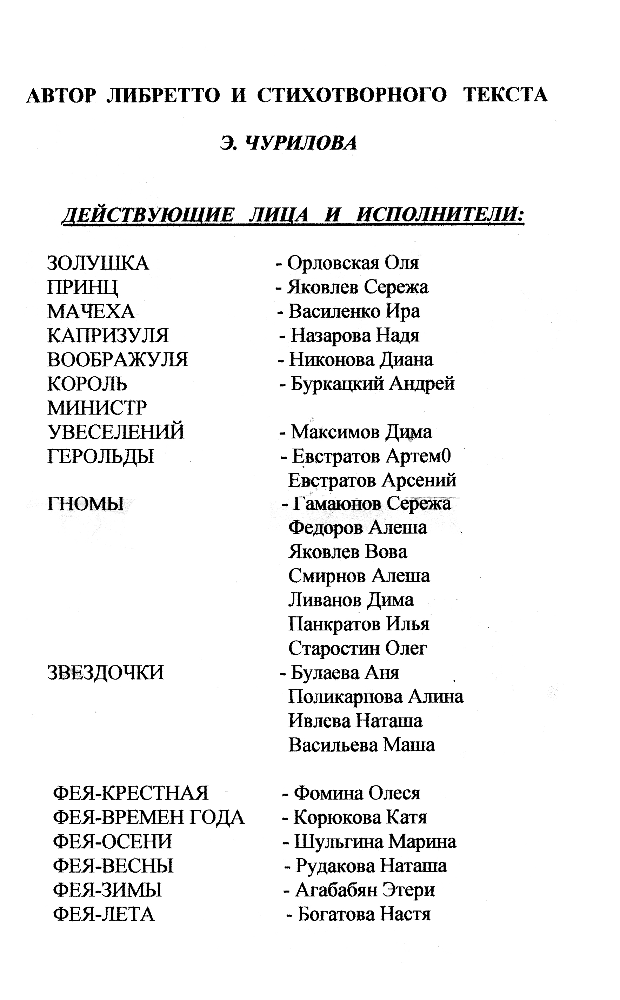 АВТОР ЛИБРЕТТО И СТИХОТВОРНОГО ТЕКСТА
Э. ЧУРИЛОВА
ДЕЙСТВУЮЩИЕ ЛИЦА И ИСПОЛНИТЕЛИ:
ЗОЛУШКА - Орловская Оля
ПРИНЦ - Яковлев Сережа
МАЧЕХА - Василенко Ира
КАПРИЗУЛЯ - Назарова Надя
ВООБРАЖУЛЯ - Никонова Диана
КОРОЛЬ - Буркацкий Андрей
МИНИСТР
УВЕСЕЛЕНИЙ - Максимов Дима
ГЕРОЛЬДЫ - Евстратов Артем0
Евстратов Арсений
ГНОМЫ - Гамаюнов Сережа
Федоров Алеша
Яковлев Вова
Смирнов Алеша
Ливанов Дима
Панкратов Илья
Старостин Олег
ЗВЕЗДОЧКИ - Булаева Аня
Поликарпова Алина
Ивлева Наташа
Васильева Маша
ФЕЯ-КРЕСТНАЯ - Фомина Олеся
ФЕЯ-ВРЕМЕН ГОДА - Корюкова Катя
ФЕЯ-ОСЕНИ - Шульгина Марина
ФЕЯ-ВЕСНЫ - Рудакова Наташа
ФЕЯ-ЗИМЫ - Агабабян Этери
ФЕЯ-ЛЕТА - Богатова Настя